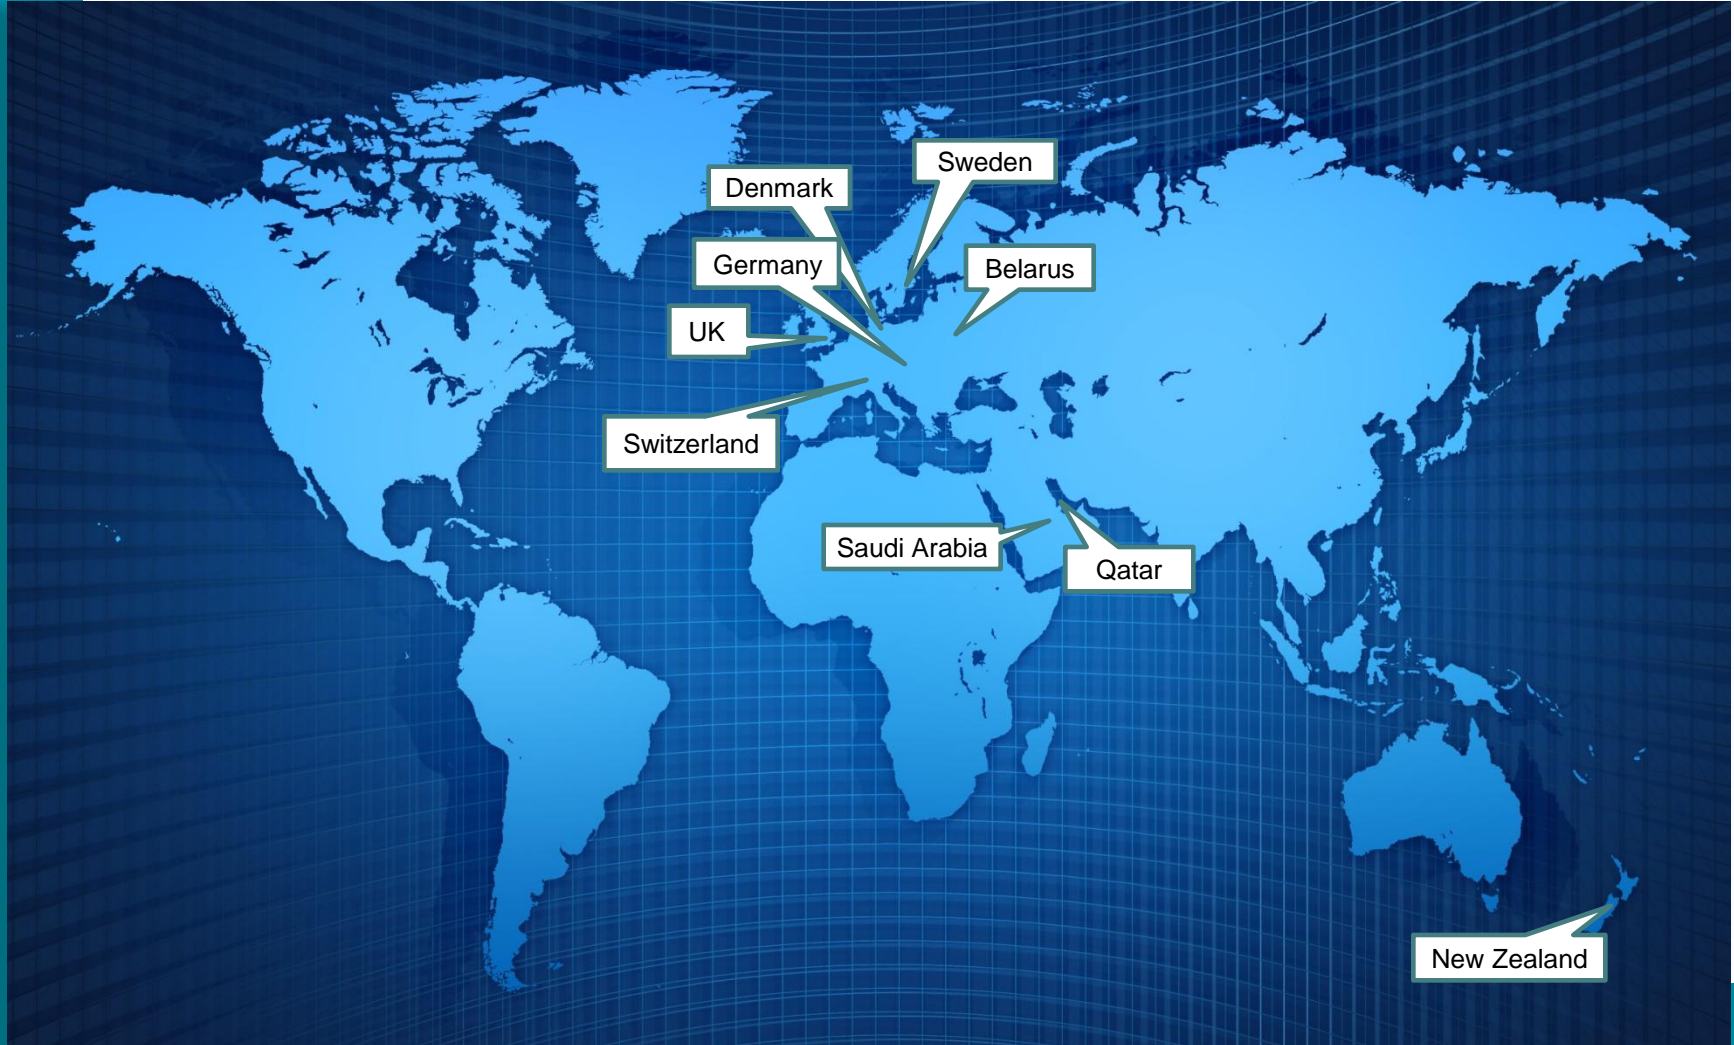 Sweden
Denmark
Germany
Belarus
UK
Switzerland
Saudi Arabia
Qatar
New Zealand